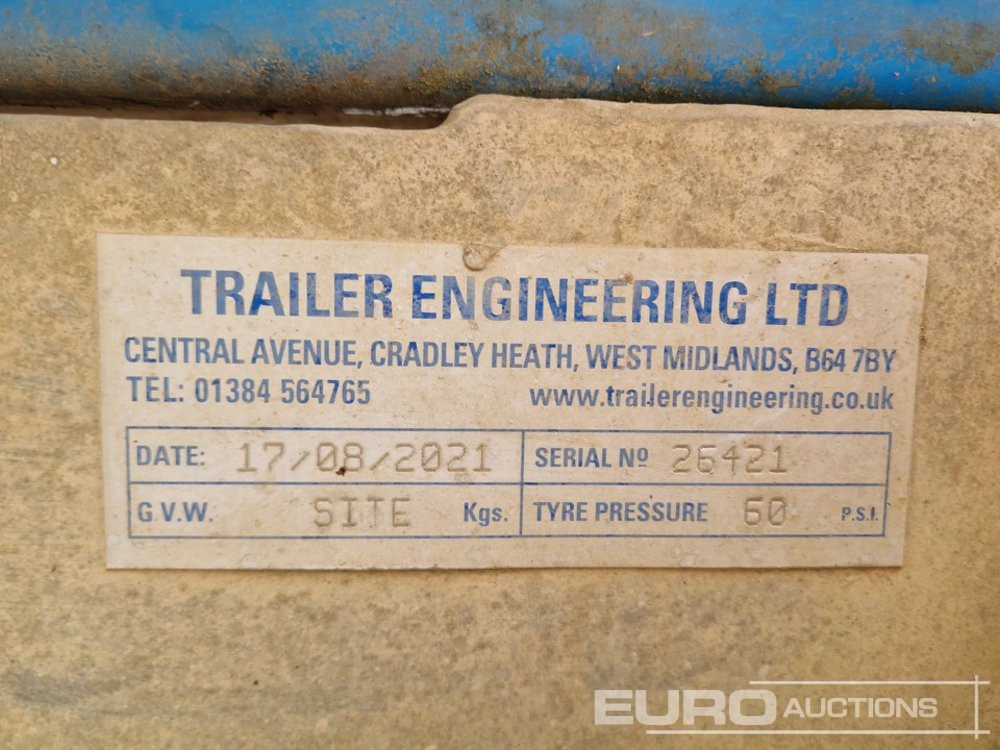 TRAILER ENGINEERING LTD
CENTRAL AVENUE, CRADLEY HEATH, WEST MIDLANDS, B64 7BY
TEL: 01384 564765 www.trailerengineering.co.uk
DATE: 17/08/2021 SERIAL Nº 26421
G.V.W. SITE Kgs. TYRE PRESSURE 60 P.S.I.
EURO AUCTIONS